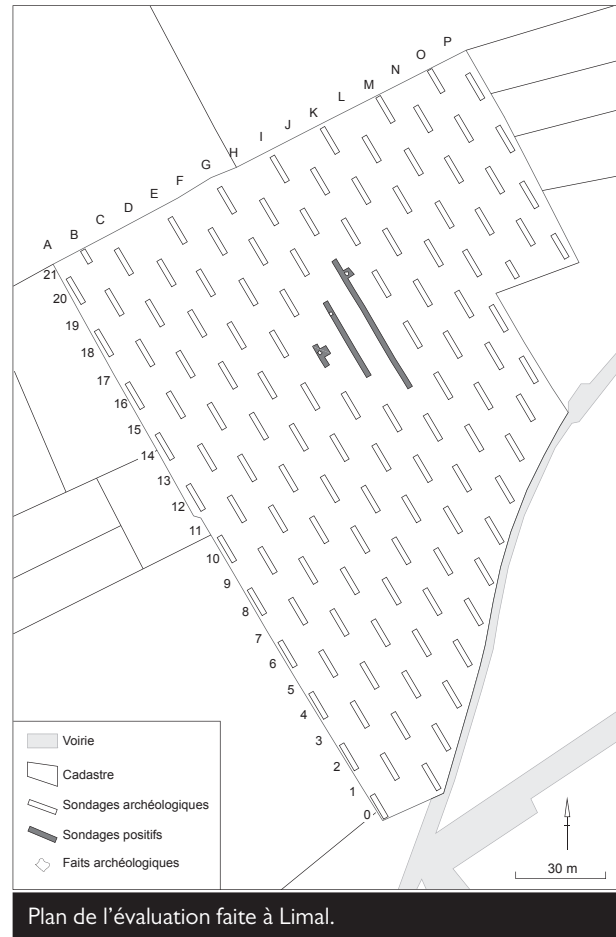 P
O
N
M
L
K
J
I
H
G
F
E
D
C
B
A
21
20
19
18
17
16
15
14
13
12
11
10
9
8
7
6
5
4
3
2
1
0
Voirie
Cadastre
Sondages archéologiques
Sondages positifs
Faits archéologiques
30 m
Plan de l'évaluation faite à Limal.